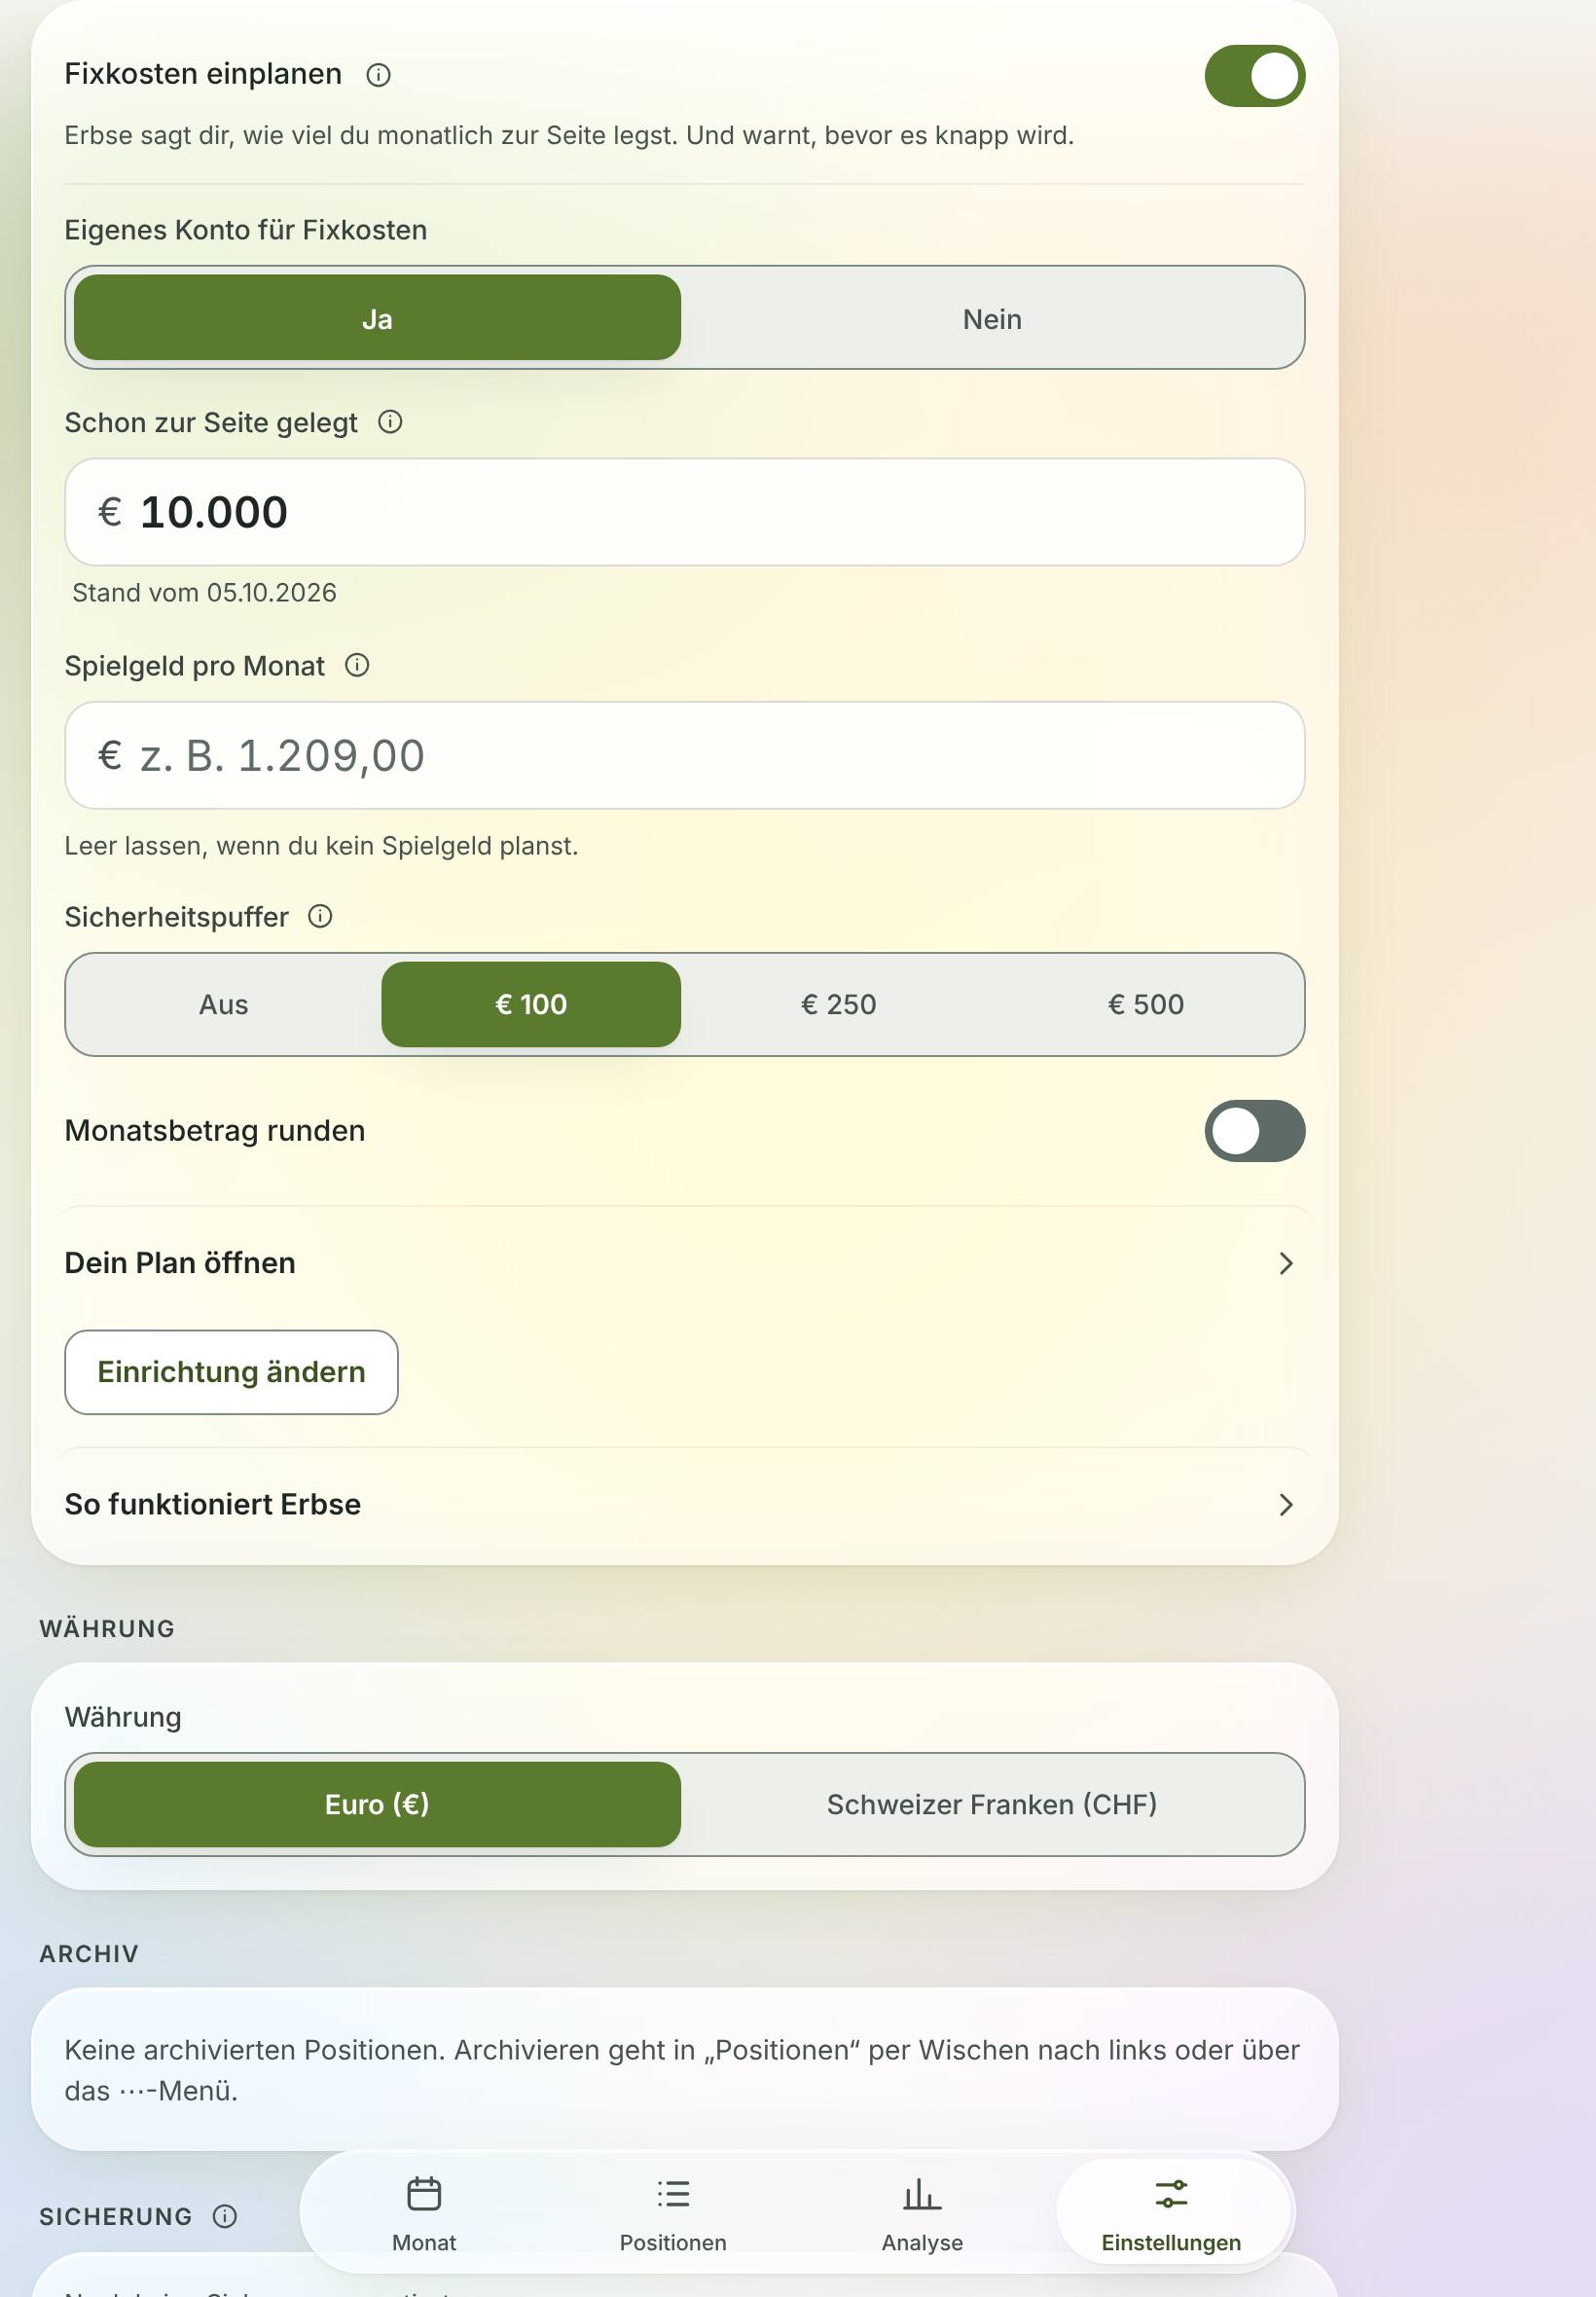 Fixkosten einplanen
Erbse sagt dir, wie viel du monatlich zur Seite legst. Und warnt, bevor es knapp wird.
Eigenes Konto für Fixkosten
Ja
Nein
Schon zur Seite gelegt
€ 10.000
Stand vom 05.10.2026
Spielgeld pro Monat
€ z. B. 1.209,00
Leer lassen, wenn du kein Spielgeld planst.
Sicherheitspuffer
Aus
€ 100
€ 250
€ 500
Monatsbetrag runden
Dein Plan öffnen
Einrichtung ändern
So funktioniert Erbse
WÄHRUNG
Währung
Euro (€)
Schweizer Franken (CHF)
ARCHIV
Keine archivierten Positionen. Archivieren geht in „Positionen“ per Wischen nach links oder über
das ⋯-Menü.
SICHERUNG
Monat
Positionen
Analyse
Einstellungen